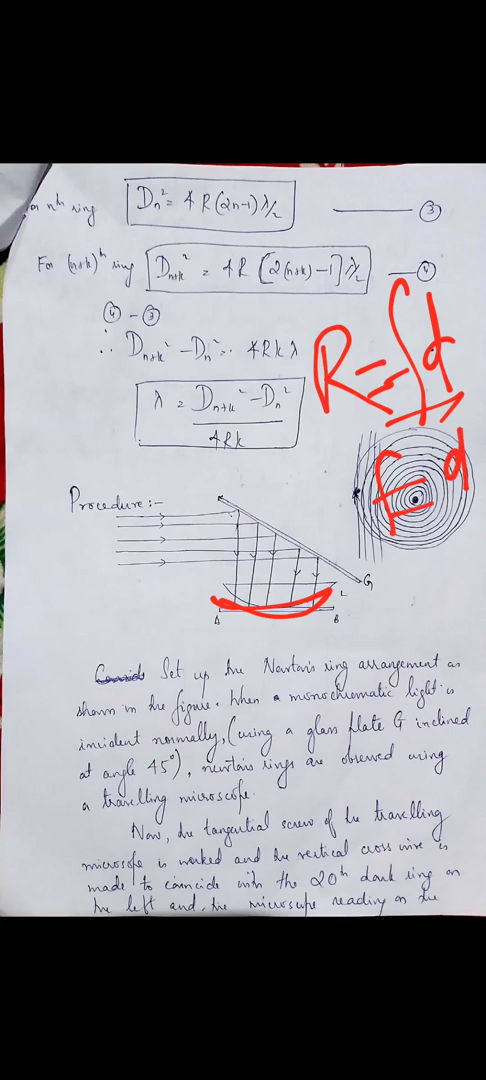 for nth ring Dn² = 4R(2n-1)λ/2 ——— ③
For (n+k)th ring Dn+k² = 4R[2(n+k)-1]λ/2 — ④
④ - ③
∴ Dn+k² - Dn² = 4Rkλ
λ = Dn+k² - Dn² / 4Rk
R = fd
f d
Procedure :-
G
L
A B
Set up the Newton's ring arrangement as
shown in the figure. When a monochromatic light is
incident normally, (using a glass plate G inclined
at angle 45°), newton's rings are observed using
a travelling microscope.
Now, the tangential screw of the travelling
microscope is worked and the vertical cross wire is
made to coincide with the 20th dark ring on
the left and the microscope reading on the